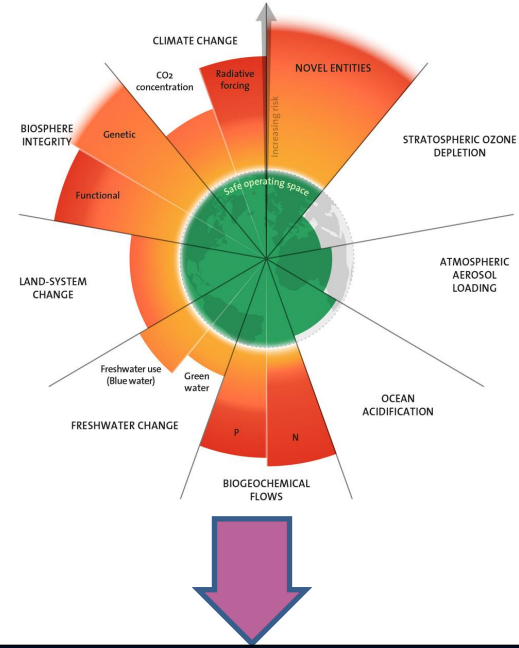 CLIMATE CHANGE
CO2
concentration
Radiative
forcing
Increasing risk
NOVEL ENTITIES
STRATOSPHERIC OZONE
DEPLETION
ATMOSPHERIC
AEROSOL
LOADING
OCEAN
ACIDIFICATION
BIOGEOCHEMICAL
FLOWS
N
P
FRESHWATER CHANGE
Green
water
Freshwater use
(Blue water)
LAND-SYSTEM
CHANGE
BIOSPHERE
INTEGRITY
Functional
Genetic
Safe operating space